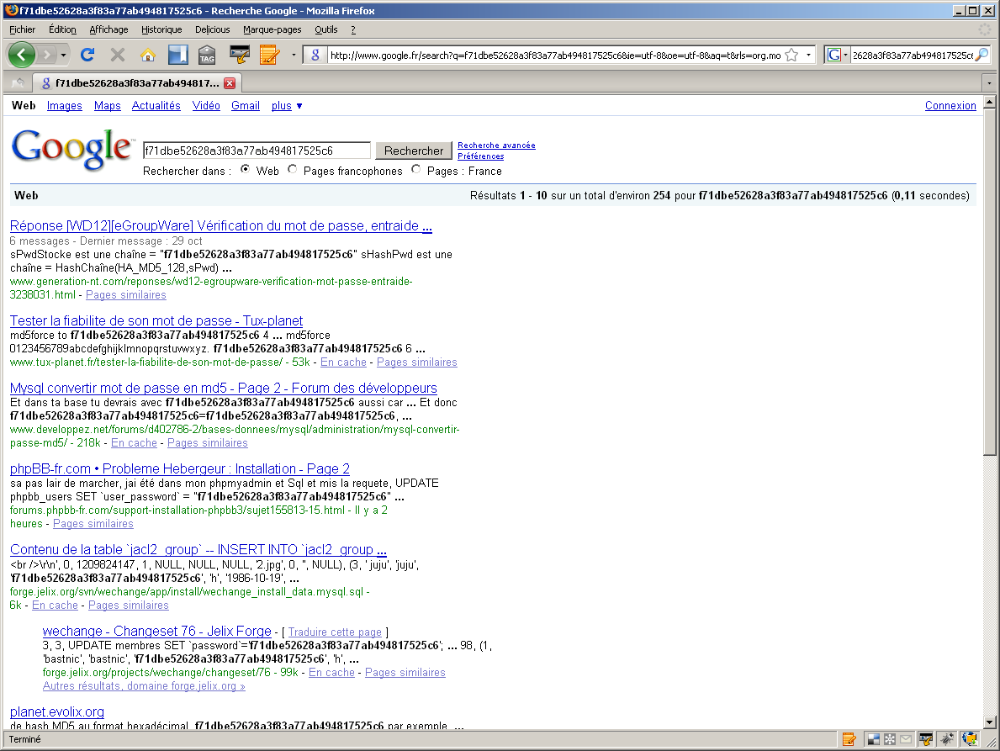 f71dbe52628a3f83a77ab494817525c6 - Recherche Google - Mozilla Firefox
Fichier Édition Affichage Historique Delicious Marque-pages Outils ?
TAG http://www.google.fr/search?q=f71dbe52628a3f83a77ab494817525c6&ie=utf-8&oe=utf-8&aq=t&rls=org.mo 2628a3f83a77ab494817525c6
f71dbe52628a3f83a77ab494817...
Web Images Maps Actualités Vidéo Gmail plus ▼ Connexion
Google™ f71dbe52628a3f83a77ab494817525c6 Rechercher Recherche avancée
Préférences
Rechercher dans : Web Pages francophones Pages : France
Web Résultats 1 - 10 sur un total d'environ 254 pour f71dbe52628a3f83a77ab494817525c6 (0,11 secondes)
Réponse [WD12][eGroupWare] Vérification du mot de passe, entraide ...
6 messages - Dernier message : 29 oct
sPwdStocke est une chaîne = "f71dbe52628a3f83a77ab494817525c6" sHashPwd est une
chaîne = HashChaîne(HA_MD5_128,sPwd) ...
www.generation-nt.com/reponses/wd12-egroupware-verification-mot-passe-entraide-
3238031.html - Pages similaires
Tester la fiabilite de son mot de passe - Tux-planet
md5force to f71dbe52628a3f83a77ab494817525c6 4 ... md5force
0123456789abcdefghijklmnopqrstuvwxyz. f71dbe52628a3f83a77ab494817525c6 6 ...
www.tux-planet.fr/tester-la-fiabilite-de-son-mot-de-passe/ - 53k - En cache - Pages similaires
Mysql convertir mot de passe en md5 - Page 2 - Forum des développeurs
Et dans ta base tu devrais avec f71dbe52628a3f83a77ab494817525c6 aussi car ... Et donc
f71dbe52628a3f83a77ab494817525c6=f71dbe52628a3f83a77ab494817525c6, ...
www.developpez.net/forums/d402786-2/bases-donnees/mysql/administration/mysql-convertir-
passe-md5/ - 218k - En cache - Pages similaires
phpBB-fr.com • Probleme Hebergeur : Installation - Page 2
sa pas lair de marcher, jai été dans mon phpmyadmin et Sql et mis la requete, UPDATE
phpbb_users SET `user_password` = "f71dbe52628a3f83a77ab494817525c6" ...
forums.phpbb-fr.com/support-installation-phpbb3/sujet155813-15.html - Il y a 2
heures - Pages similaires
Contenu de la table `jacl2_group` -- INSERT INTO `jacl2_group ...
<br />\r\n', 0, 1209824147, 1, NULL, NULL, NULL, '2.jpg', 0, '', NULL), (3, ' juju', 'juju',
'f71dbe52628a3f83a77ab494817525c6', 'h', '1986-10-19', ...
forge.jelix.org/svn/wechange/app/install/wechange_install_data.mysql.sql -
6k - En cache - Pages similaires
wechange - Changeset 76 - Jelix Forge - [ Traduire cette page ]
3, 3, UPDATE membres SET `password`='f71dbe52628a3f83a77ab494817525c6'; ... 98, (1,
'bastnic', 'bastnic', 'f71dbe52628a3f83a77ab494817525c6', 'h', ...
forge.jelix.org/projects/wechange/changeset/76 - 99k - En cache - Pages similaires
Autres résultats, domaine forge.jelix.org »
planet.evolix.org
de hash MD5 au format hexadécimal, f71dbe52628a3f83a77ab494817525c6 par exemple, ...
Terminé